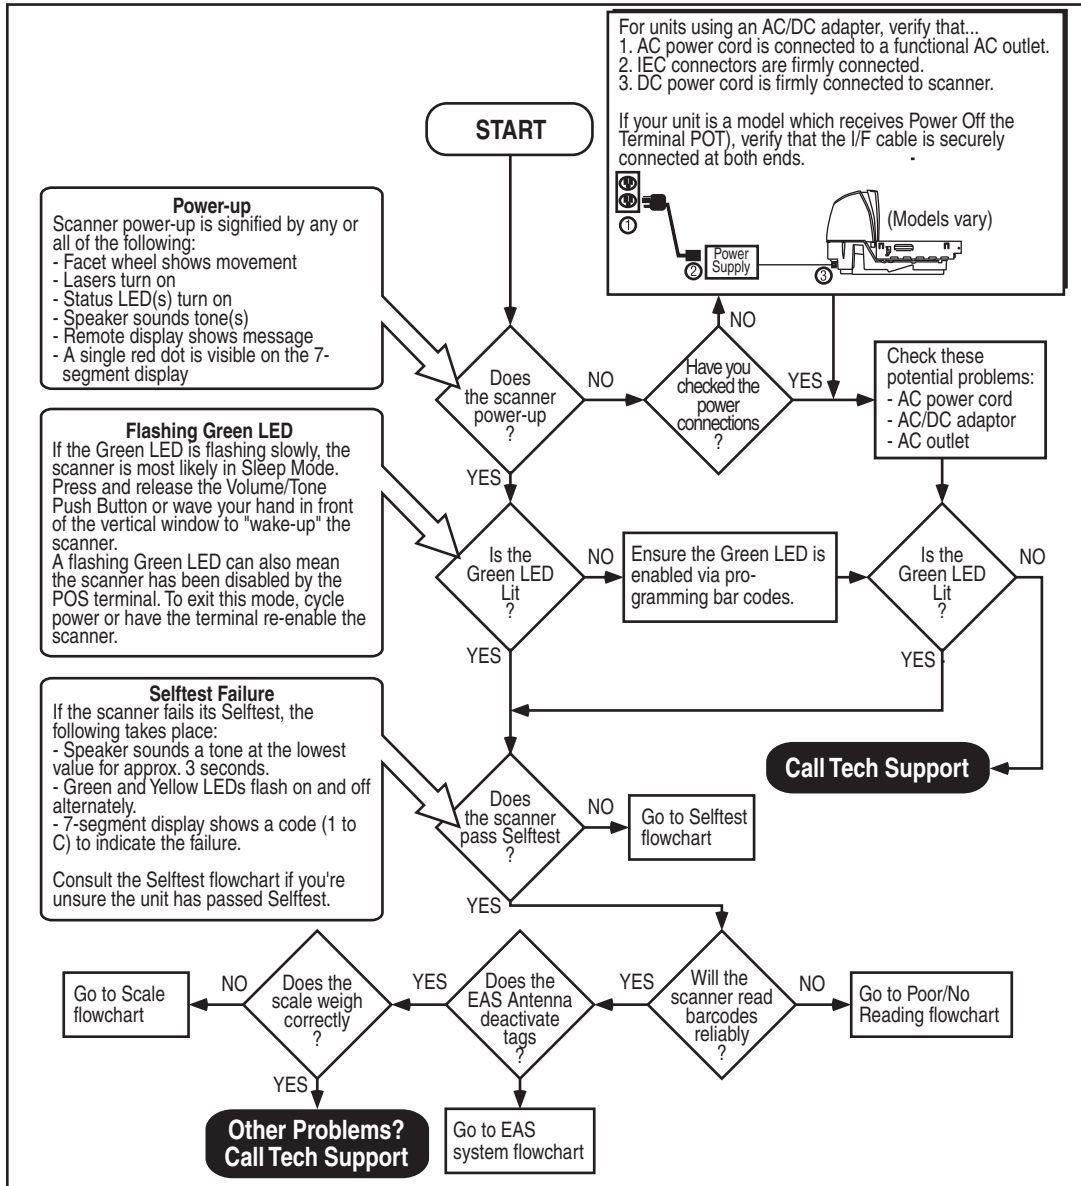 For units using an AC/DC adapter, verify that...
1. AC power cord is connected to a functional AC outlet.
2. IEC connectors are firmly connected.
3. DC power cord is firmly connected to scanner.
If your unit is a model which receives Power Off the
Terminal POT), verify that the I/F cable is securely
connected at both ends.
(Models vary)
1
2
Power
Supply
3
START
Power-up
Scanner power-up is signified by any or
all of the following:
- Facet wheel shows movement
- Lasers turn on
- Status LED(s) turn on
- Speaker sounds tone(s)
- Remote display shows message
- A single red dot is visible on the 7-
segment display
Does
the scanner
power-up
?
NO
YES
Have you
checked the
power
connections
?
NO
YES
Check these
potential problems:
- AC power cord
- AC/DC adaptor
- AC outlet
Flashing Green LED
If the Green LED is flashing slowly, the
scanner is most likely in Sleep Mode.
Press and release the Volume/Tone
Push Button or wave your hand in front
of the vertical window to "wake-up" the
scanner.
A flashing Green LED can also mean
the scanner has been disabled by the
POS terminal. To exit this mode, cycle
power or have the terminal re-enable the
scanner.
Is the
Green LED
Lit
?
NO
YES
Ensure the Green LED is
enabled via pro-
gramming bar codes.
Is the
Green LED
Lit
?
NO
YES
Call Tech Support
Selftest Failure
If the scanner fails its Selftest, the
following takes place:
- Speaker sounds a tone at the lowest
value for approx. 3 seconds.
- Green and Yellow LEDs flash on and off
alternately.
- 7-segment display shows a code (1 to
C) to indicate the failure.
Consult the Selftest flowchart if you're
unsure the unit has passed Selftest.
Does
the scanner
pass Selftest
?
NO
YES
Go to Selftest
flowchart
Will the
scanner read
barcodes
reliably
?
NO
YES
Go to Poor/No
Reading flowchart
Does the
EAS Antenna
deactivate
tags
?
YES
YES
Go to EAS
system flowchart
Does the
scale weigh
correctly
?
NO
YES
Go to Scale
flowchart
Other Problems?
Call Tech Support